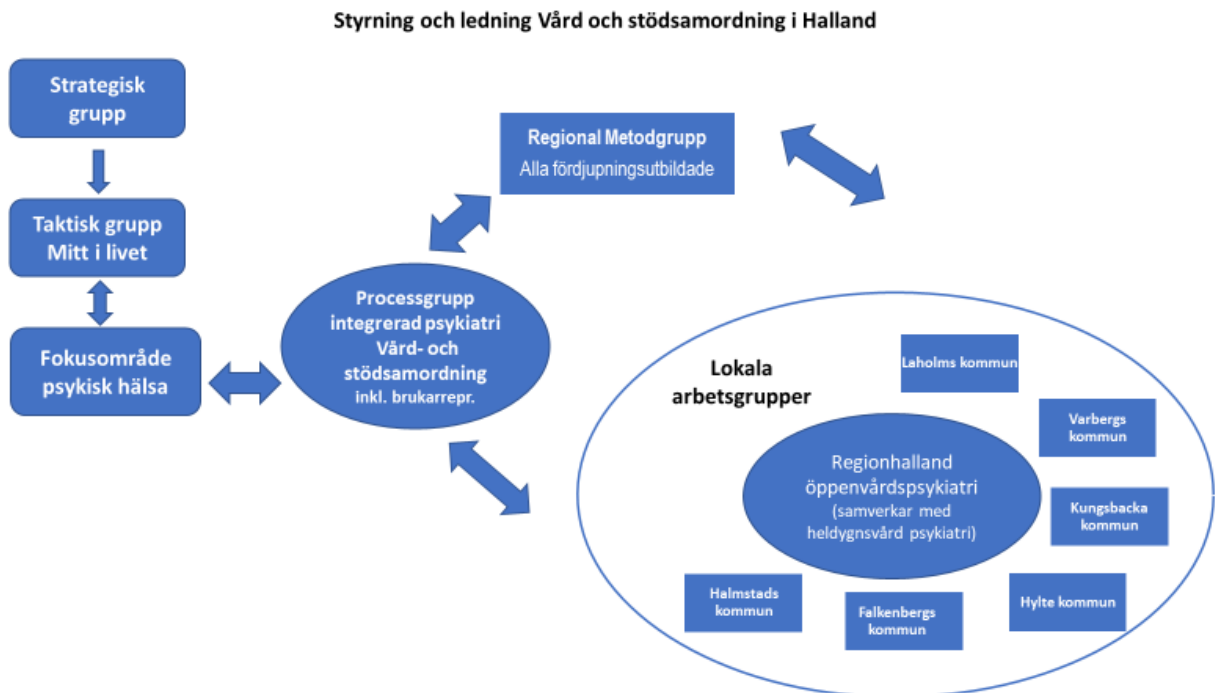 Styrning och ledning Vård och stödsamordning i Halland
Strategisk
grupp
Taktisk grupp
Mitt i livet
Fokusområde
psykisk hälsa
Processgrupp
integrerad psykiatri
Vård- och
stödsamordning
inkl. brukarrepr.
Regional Metodgrupp
Alla fördjupningsutbildade
Lokala
arbetsgrupper
Laholms kommun
Varbergs
kommun
Regionhalland
öppenvårdspsykiatri
(samverkar med
heldygnsvård psykiatri)
Kungsbacka
kommun
Hylte kommun
Falkenbergs
kommun
Halmstads
kommun